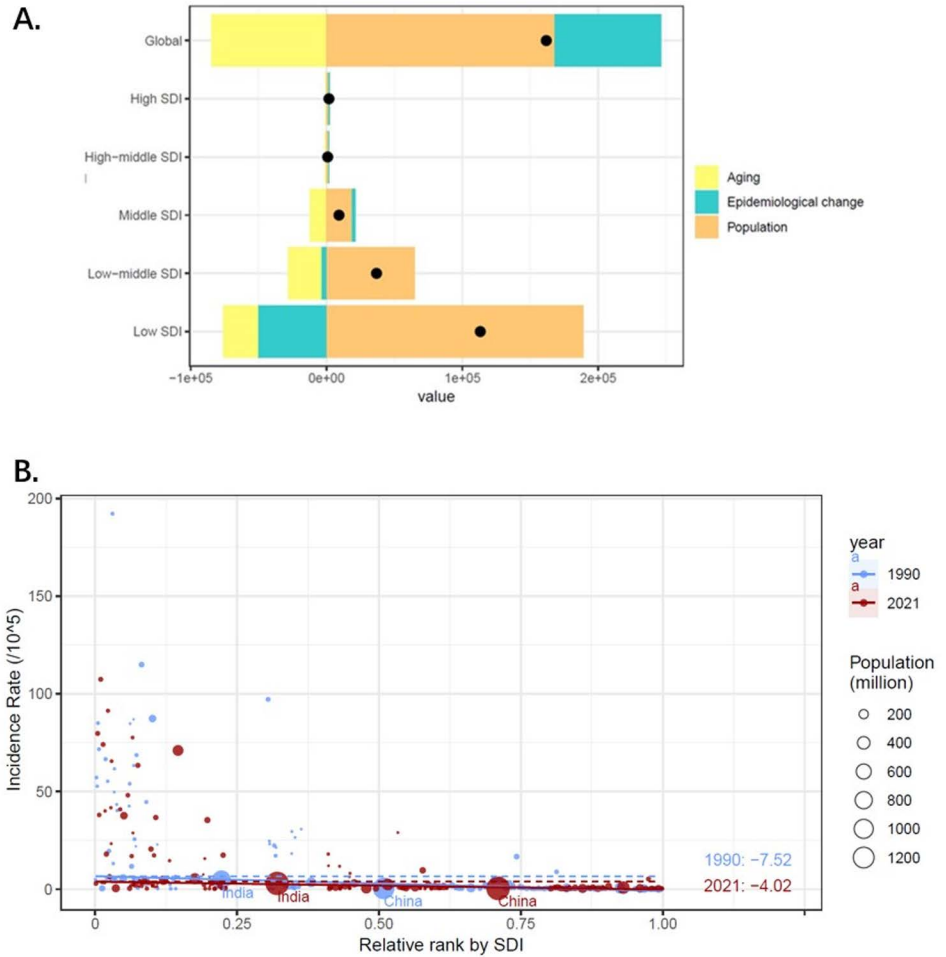 A.
Global
High SDI
High−middle SDI
Middle SDI
Low−middle SDI
Low SDI
−1e+05
0e+00
1e+05
2e+05
value
Aging
Epidemiological change
Population
B.
200
150
100
50
0
Incidence Rate (/10^5)
1990: −7.52
2021: −4.02
India
India
China
China
0
0.25
0.50
0.75
1.00
Relative rank by SDI
year
a
1990
a
2021
Population
(million)
200
400
600
800
1000
1200